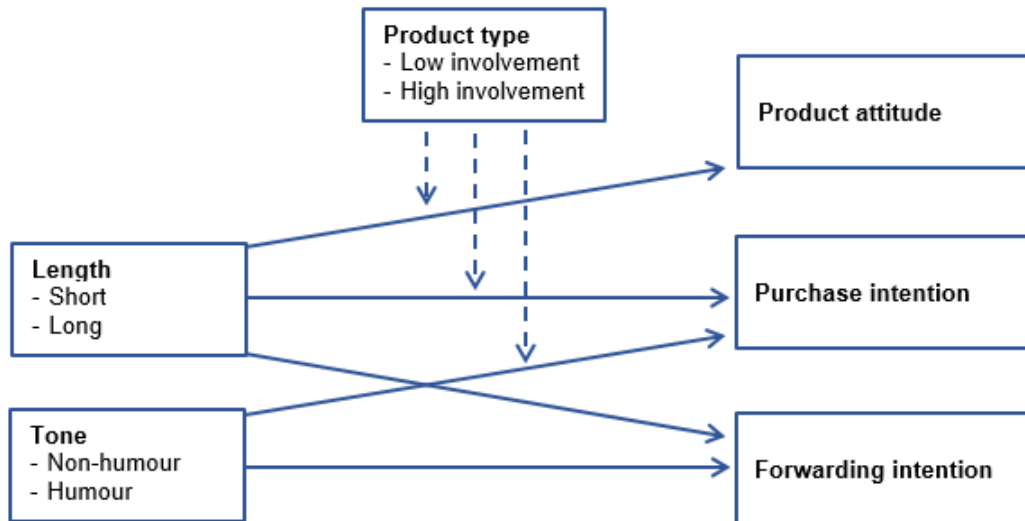 Product type
- Low involvement
- High involvement
Product attitude
Length
- Short
- Long
Purchase intention
Tone
- Non-humour
- Humour
Forwarding intention